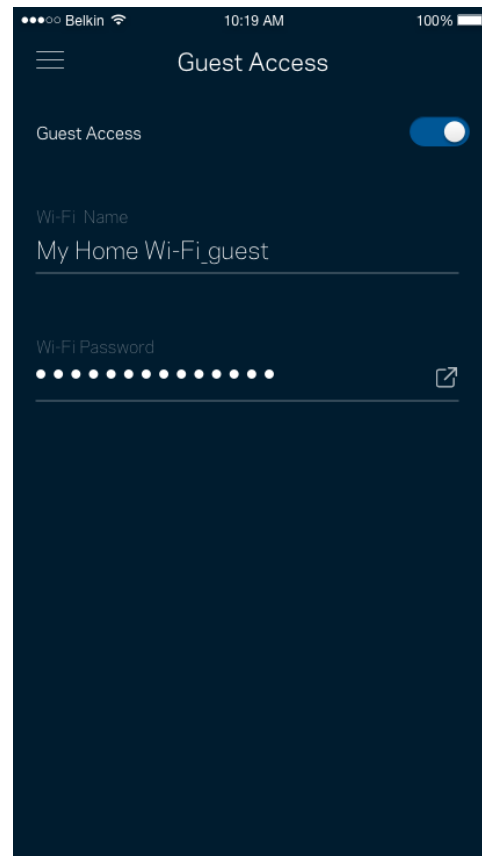 Belkin 10:19 AM 100%
Guest Access
Guest Access
Wi-Fi Name
My Home Wi-Fi_guest
Wi-Fi Password